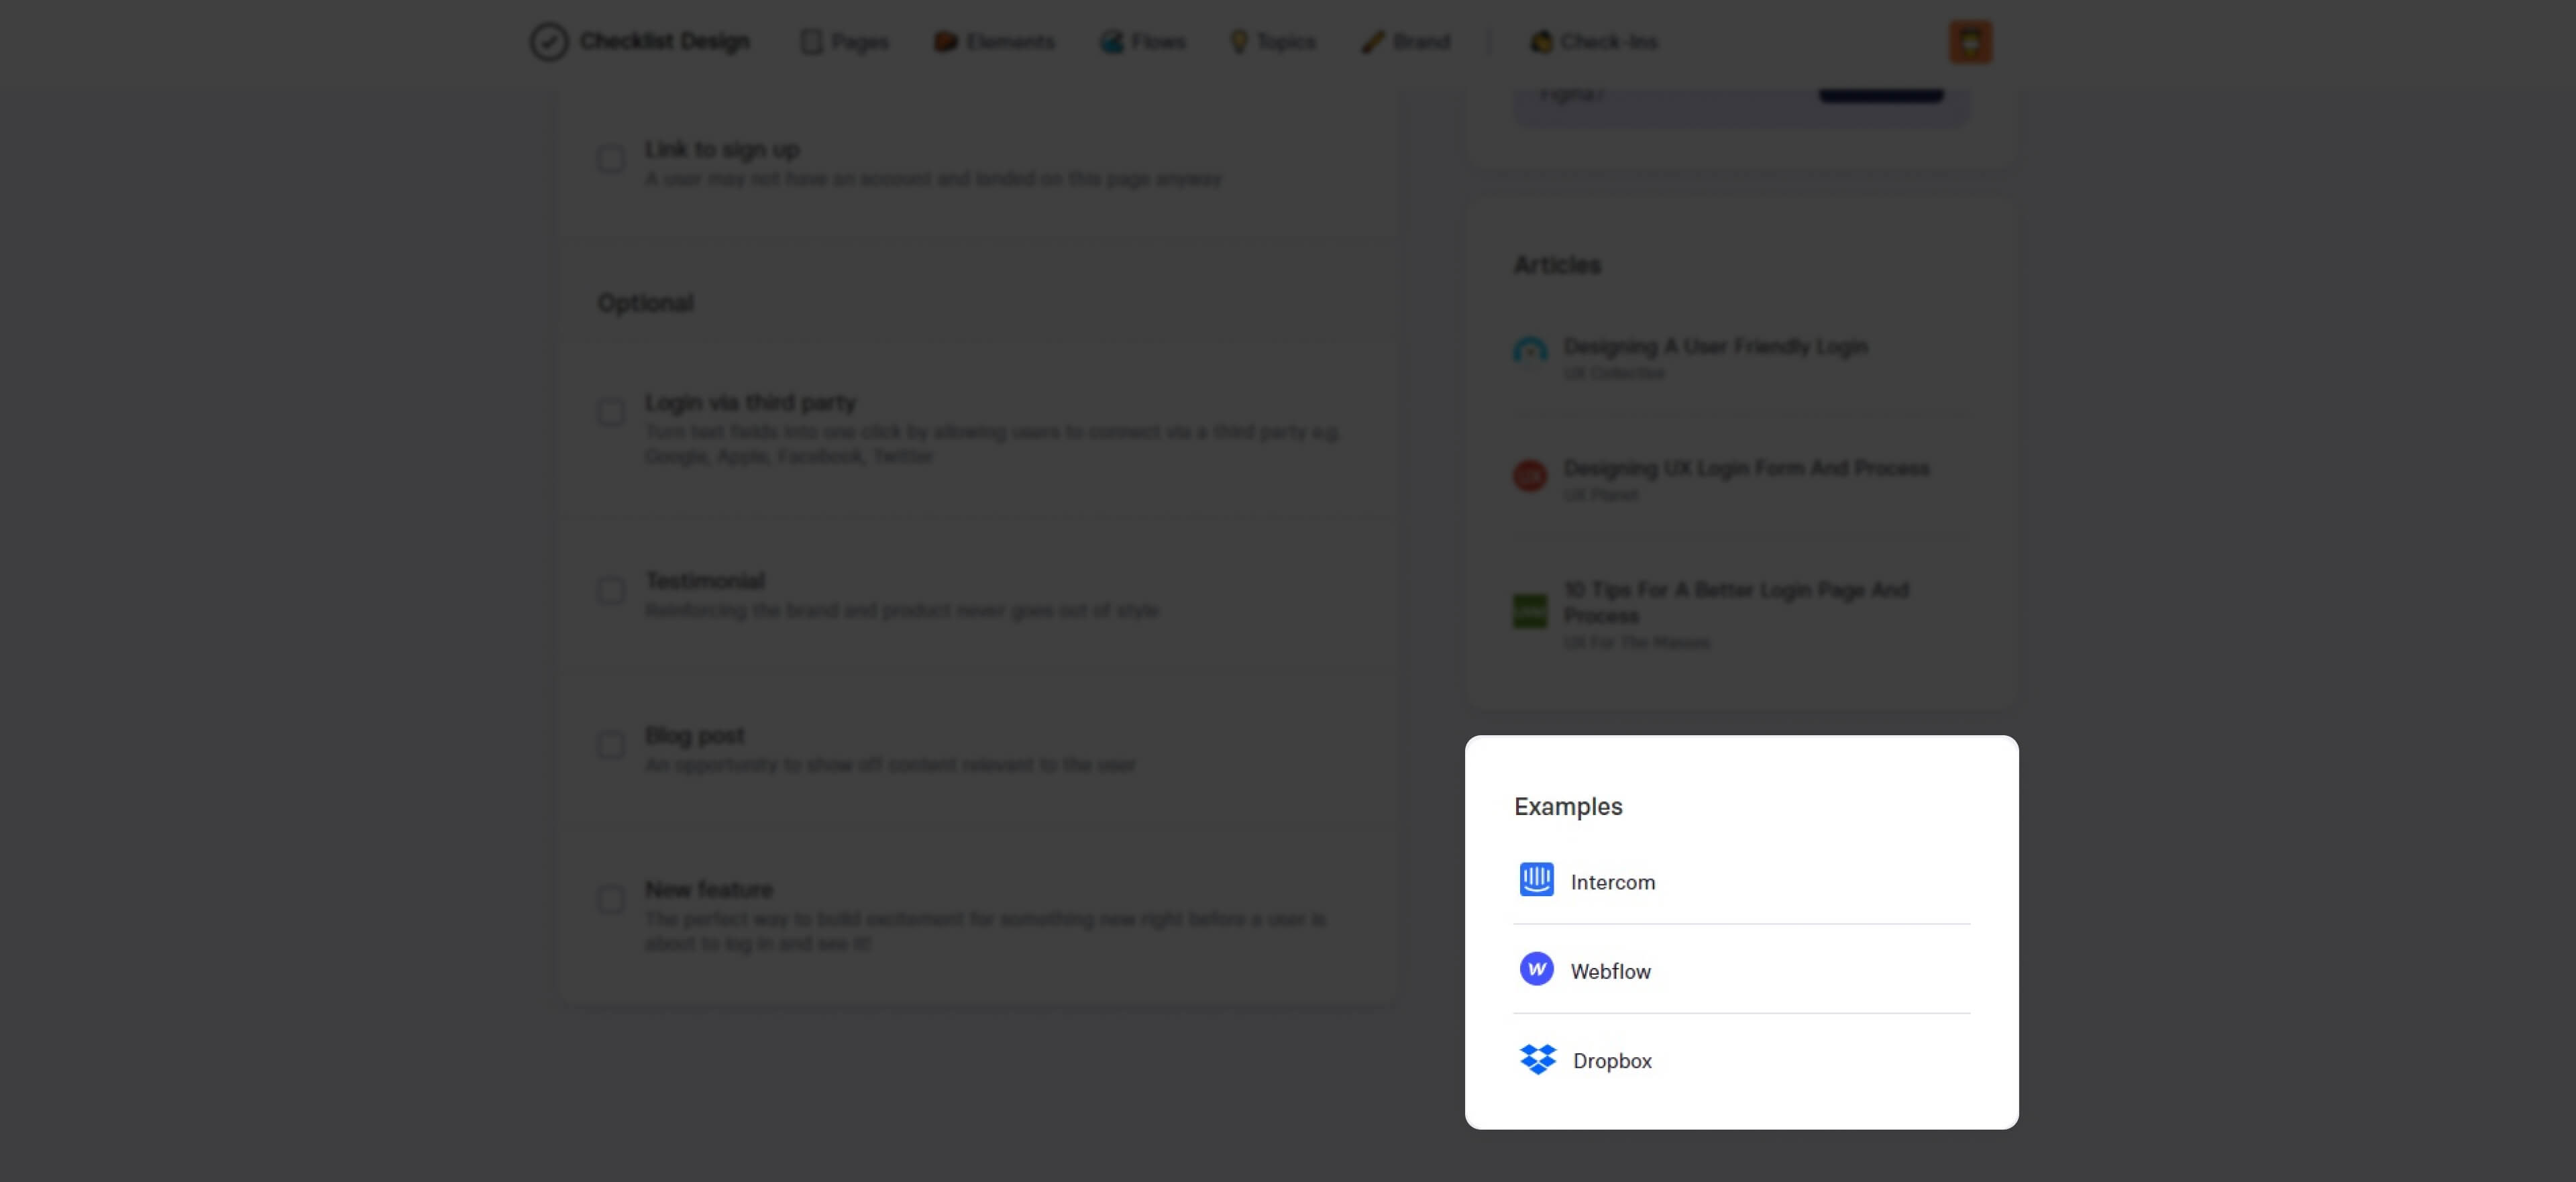 Checklist Design
Pages
Elements
Flows
Topics
Brand
Check-Ins
Figma?
Link to sign up
A user may not have an account and landed on this page anyway
Optional
Login via third party
Turn text fields into one click by allowing users to connect via a third party e.g.
Google, Apple, Facebook, Twitter
Testimonial
Reinforcing the brand and product never goes out of style
Blog post
An opportunity to show off content relevant to the user
New feature
The perfect way to build excitement for something new right before a user is
about to log in and see it!
Articles
Designing A User Friendly Login
UX Collective
Designing UX Login Form And Process
UX Planet
10 Tips For A Better Login Page And
Process
UX For The Masses
Examples
Intercom
Webflow
Dropbox